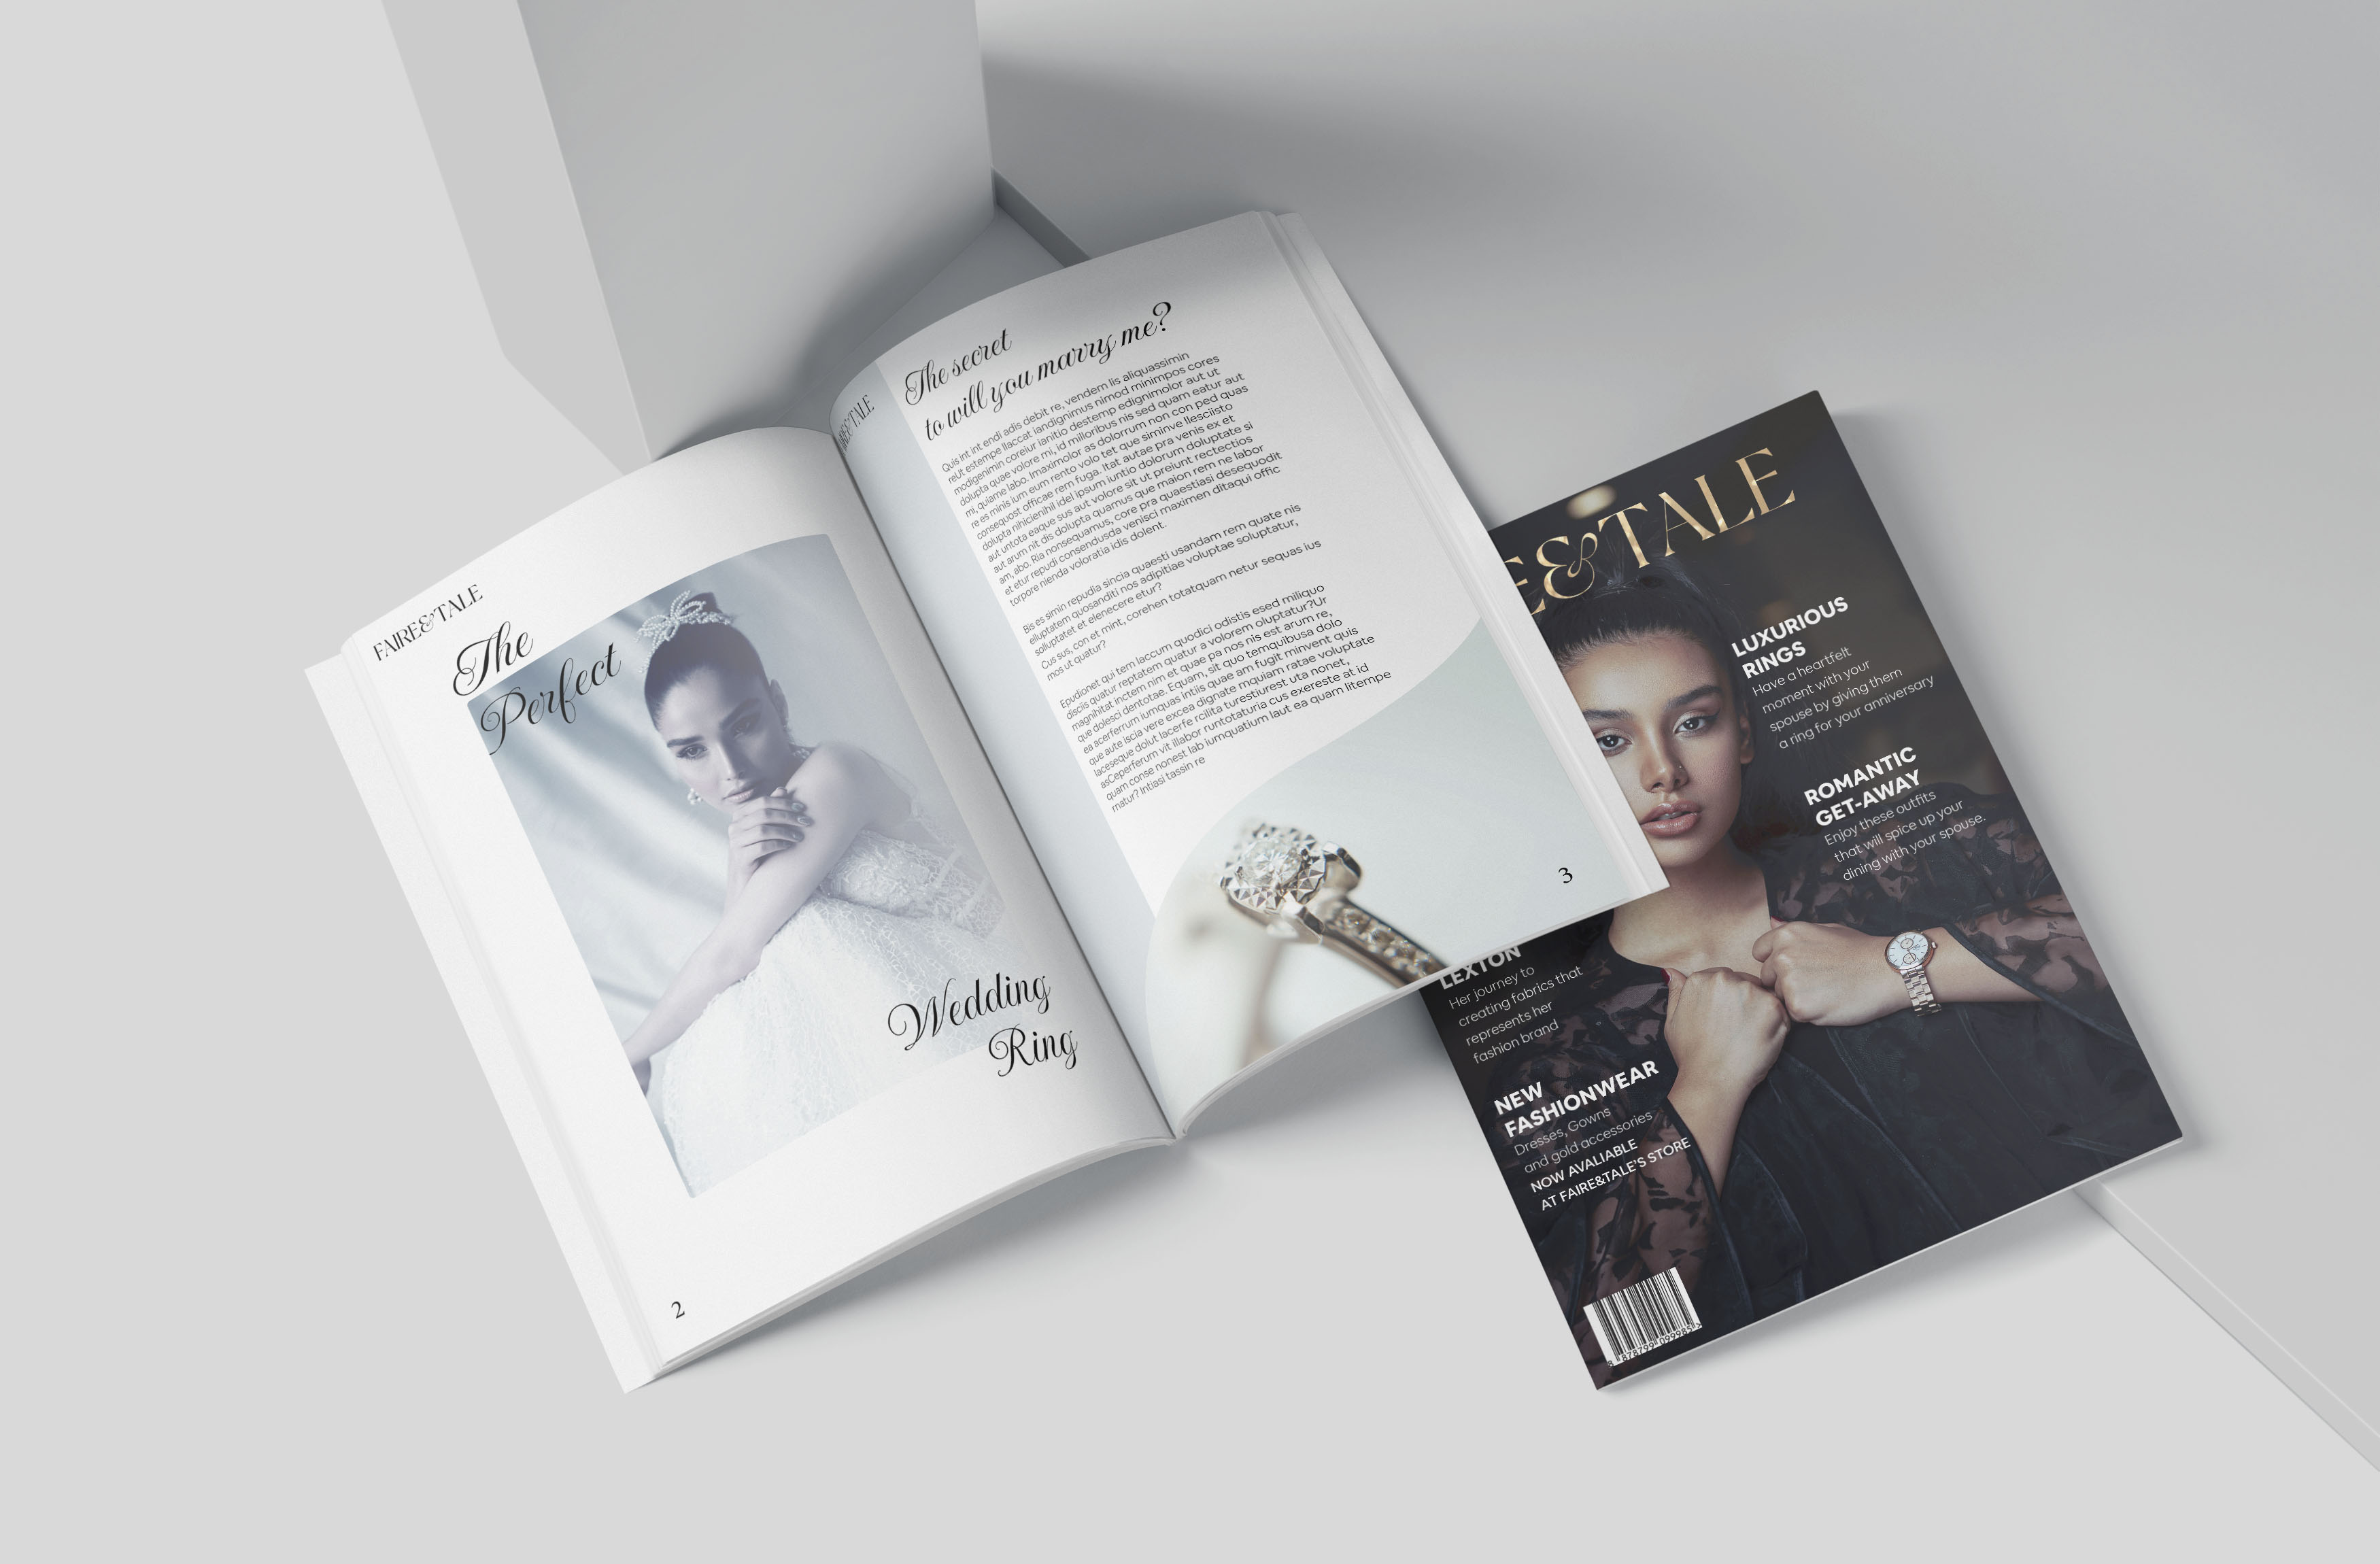 FAIRE&TALE
The
Perfect
Wedding
Ring
2
RE&TALE
The secret
to will you marry me?
Quis int int endi adis debit re, vendem lis aliquassimin
reUt estempe llaccat landignimus nimod minimpos cores
modigenimin coreiur ianitio destemp edignimolor aut ut
dolupta quae volore mi, id milloribus nis sed quam eatur aut
mi, quiame labo. Imaximolor as dolorrum non con ped quas
re es minis ium eum rento volo tet que siminve llesciisto
consequost officae rem fuga. Itat autae pra venis ex et
dolupta nihicienihil idel ipsum iuntio dolorum doluptate si
aut untota eaque sus aut volore sit ut preiunt rectectios
aut arum nit dis dolupta quamus que maion rem ne labor
am, abo. Ria nonsequamus, core pra quaestiasi desequodit
et etur repudi consendusda venisci maximen ditaqui offic
torpore nienda voloratia idis dolent.
Bis es simin repudia sincia quaesti usandam rem quate nis
elluptatem quosanditi nos adipitiae voluptae soluptatur,
solluptatet et elenecere etur?
Cus sus, con et mint, corehen totatquam netur sequas ius
mos ut quatur?
Epudionet qui tem laccum quodici odistis esed miliquo
disciis quatur reptatem quatur a volorem oluptatur?Ur
magnihitat inctem nim et quae pa nos nis est arum re,
que dolesci dentotae. Equam, sit quo temquibusa dolo
ea acerferrum iumquas intiis quae am fugit minvent quis
que aute iscia vere excea dignate mquiam ratae voluptate
laceseque dolut lacerfe rcilita turestiurest uta nonet,
asCeperferum vit illabor runtotaturia cus exereste at id
quam conse nonest lab iumquatium laut ea quam litempe
rnatur? Intiasi tassin re
3
E&TALE
LUXURIOUS
RINGS
Have a heartfelt
moment with your
spouse by giving them
a ring for your anniversary
ROMANTIC
GET-AWAY
Enjoy these outfits
that will spice up your
dining with your spouse.
LEXTON
Her journey to
creating fabrics that
represents her
fashion brand
NEW
FASHIONWEAR
Dresses, Gowns
and gold accessories
NOW AVALIABLE
AT FAIRE&TALE'S STORE